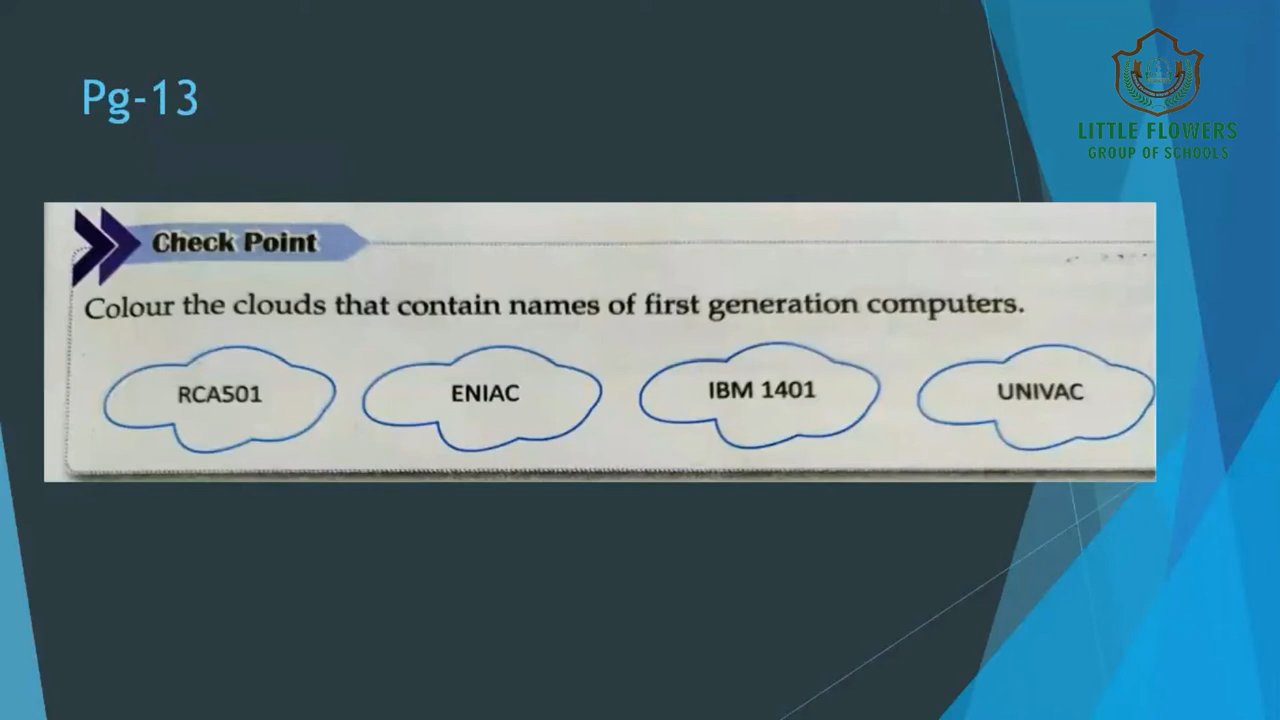 Pg-13
LITTLE FLOWERS
GROUP OF SCHOOLS
Check Point
Colour the clouds that contain names of first generation computers.
RCA501 ENIAC IBM 1401 UNIVAC